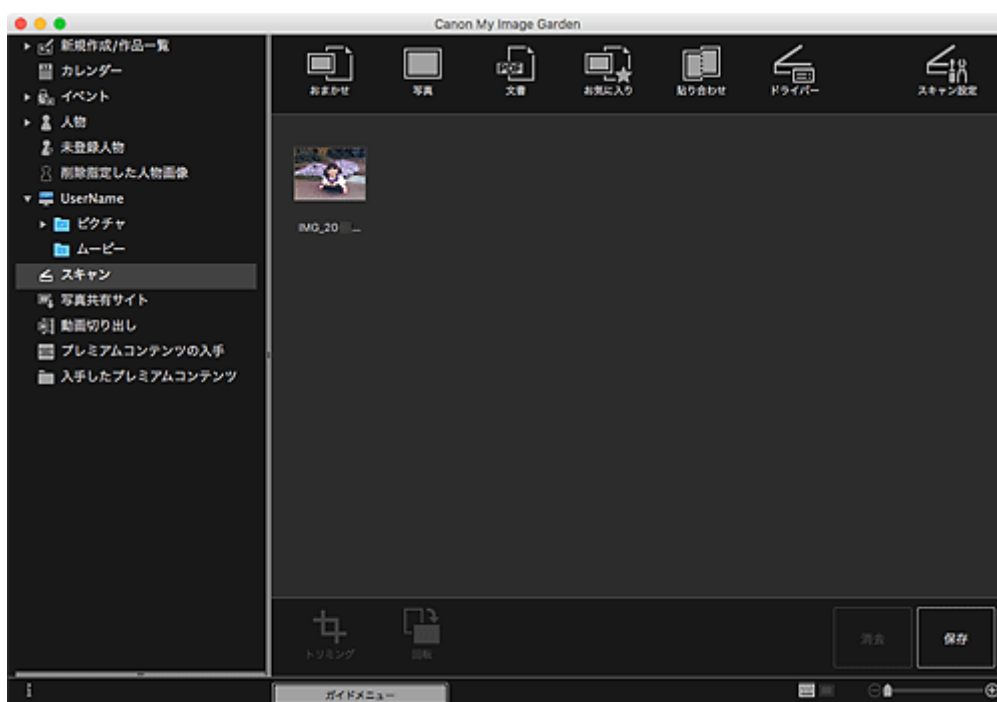 Canon My Image Garden
新規作成/作品一覧
カレンダー
イベント
人物
未登録人物
削除指定した人物画像
UserName
ピクチャ
ムービー
スキャン
写真共有サイト
動画切り出し
プレミアムコンテンツの入手
入手したプレミアムコンテンツ
おまかせ
写真
PDF
文書
お気に入り
貼り合わせ
ドライバー
スキャン設定
IMG_20 ...
トリミング
回転
消去
保存
ガイドメニュー